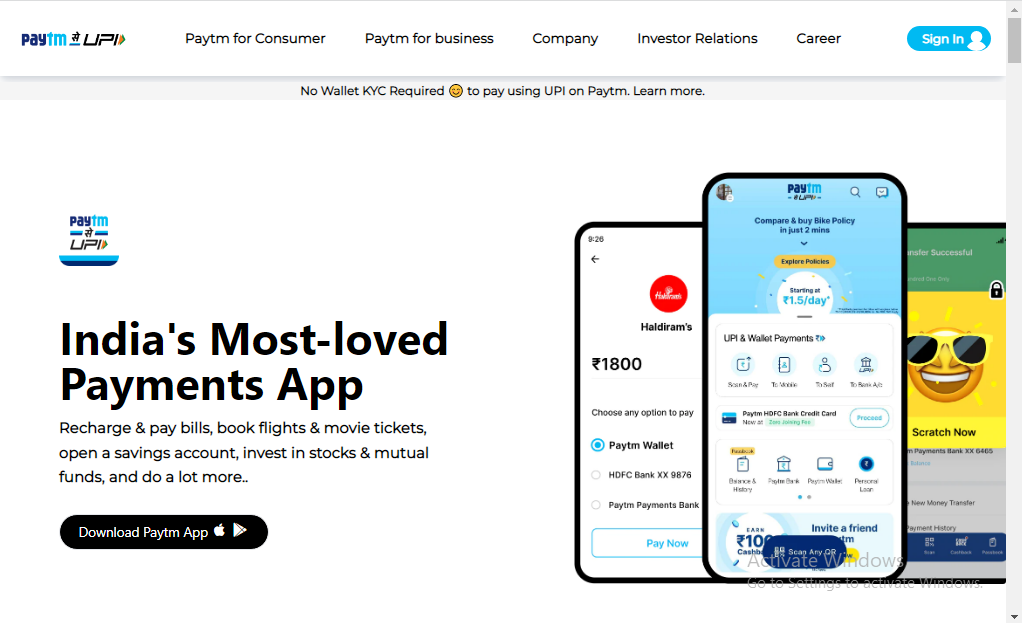 paytm से UPI
Paytm for Consumer
Paytm for business
Company
Investor Relations
Career
Sign In
No Wallet KYC Required 😊 to pay using UPI on Paytm. Learn more.
paytm
से
UPI
India's Most-loved
Payments App
Recharge & pay bills, book flights & movie tickets,
open a savings account, invest in stocks & mutual
funds, and do a lot more..
Download Paytm App
9:26
Haldiram's
Haldiram's
₹1800
Choose any option to pay
Paytm Wallet
HDFC Bank XX 9876
Paytm Payments Bank
Pay Now
paytm
से UPI
Compare & buy Bike Policy
in just 2 mins
Explore Policies
Starting at
₹1.5/day*
UPI & Wallet Payments
Scan & Pay
To Mobile
To Self
To Bank A/c
Paytm HDFC Bank Credit Card
Now at Zero Joining Fee
Proceed
Passbook
Balance &
History
Paytm Bank
Paytm Wallet
Personal
Loan
EARN
₹100
Cashb
Invite a friend
tm
Scan Any QR
nsfer Successful
Scratch Now
m Payments Bank XX 6465
Balance
New Money Transfer
Payment History
Scan
Cashback
Passbook
Activate Windows
Go to Settings to activate Windows.